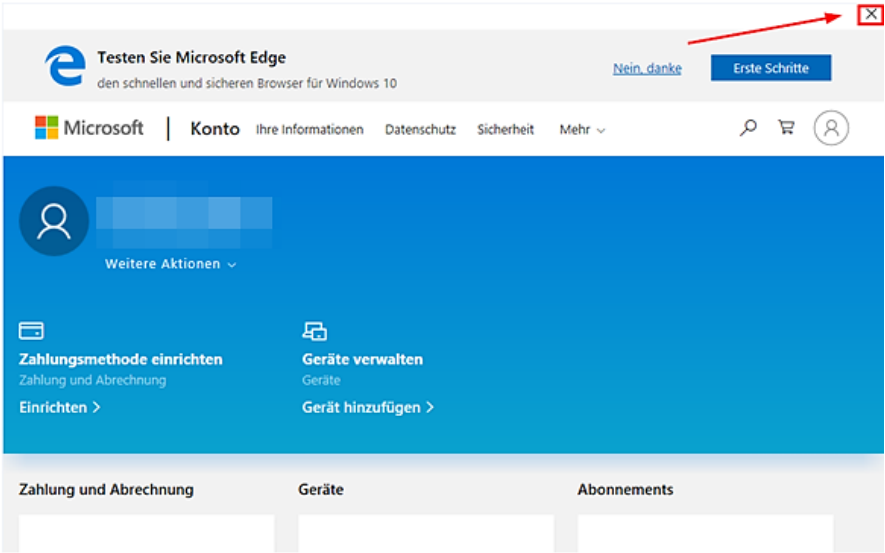 Testen Sie Microsoft Edge
den schnellen und sicheren Browser für Windows 10
Nein, danke
Erste Schritte
Microsoft | Konto Ihre Informationen Datenschutz Sicherheit Mehr
Weitere Aktionen
Zahlungsmethode einrichten
Zahlung und Abrechnung
Einrichten >
Geräte verwalten
Geräte
Gerät hinzufügen >
Zahlung und Abrechnung
Geräte
Abonnements